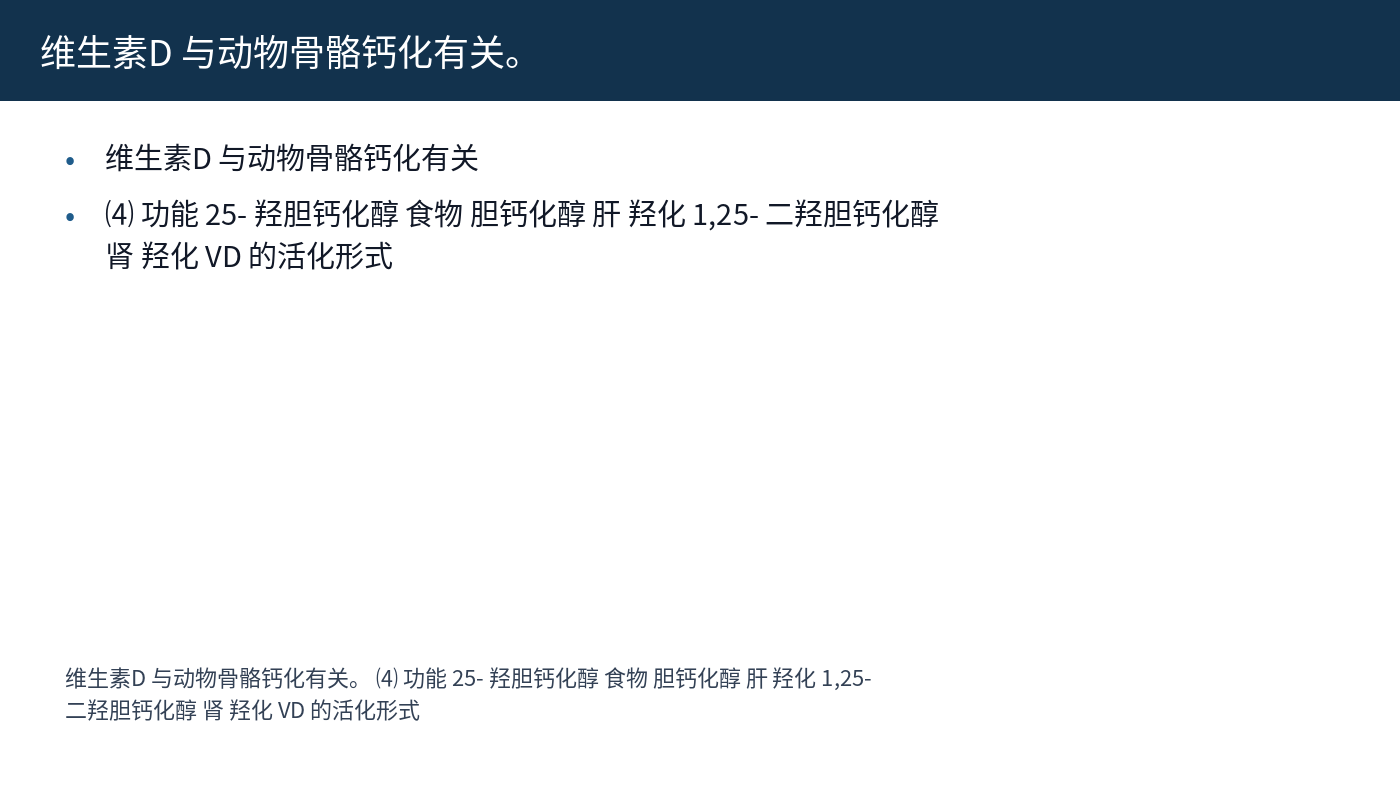 维生素D 与动物骨骼钙化有关。
• 维生素D 与动物骨骼钙化有关
• ⑷ 功能 25- 羟胆钙化醇 食物 胆钙化醇 肝 羟化 1,25- 二羟胆钙化醇
肾 羟化 VD 的活化形式
维生素D 与动物骨骼钙化有关。 ⑷ 功能 25- 羟胆钙化醇 食物 胆钙化醇 肝 羟化 1,25-
二羟胆钙化醇 肾 羟化 VD 的活化形式